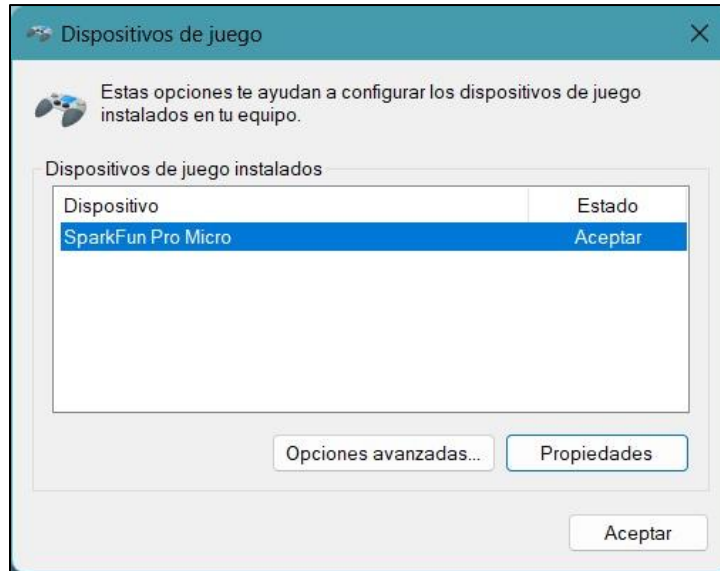 Dispositivos de juego
Estas opciones te ayudan a configurar los dispositivos de juego
instalados en tu equipo.
Dispositivos de juego instalados
Dispositivo Estado
SparkFun Pro Micro Aceptar
Opciones avanzadas... Propiedades
Aceptar